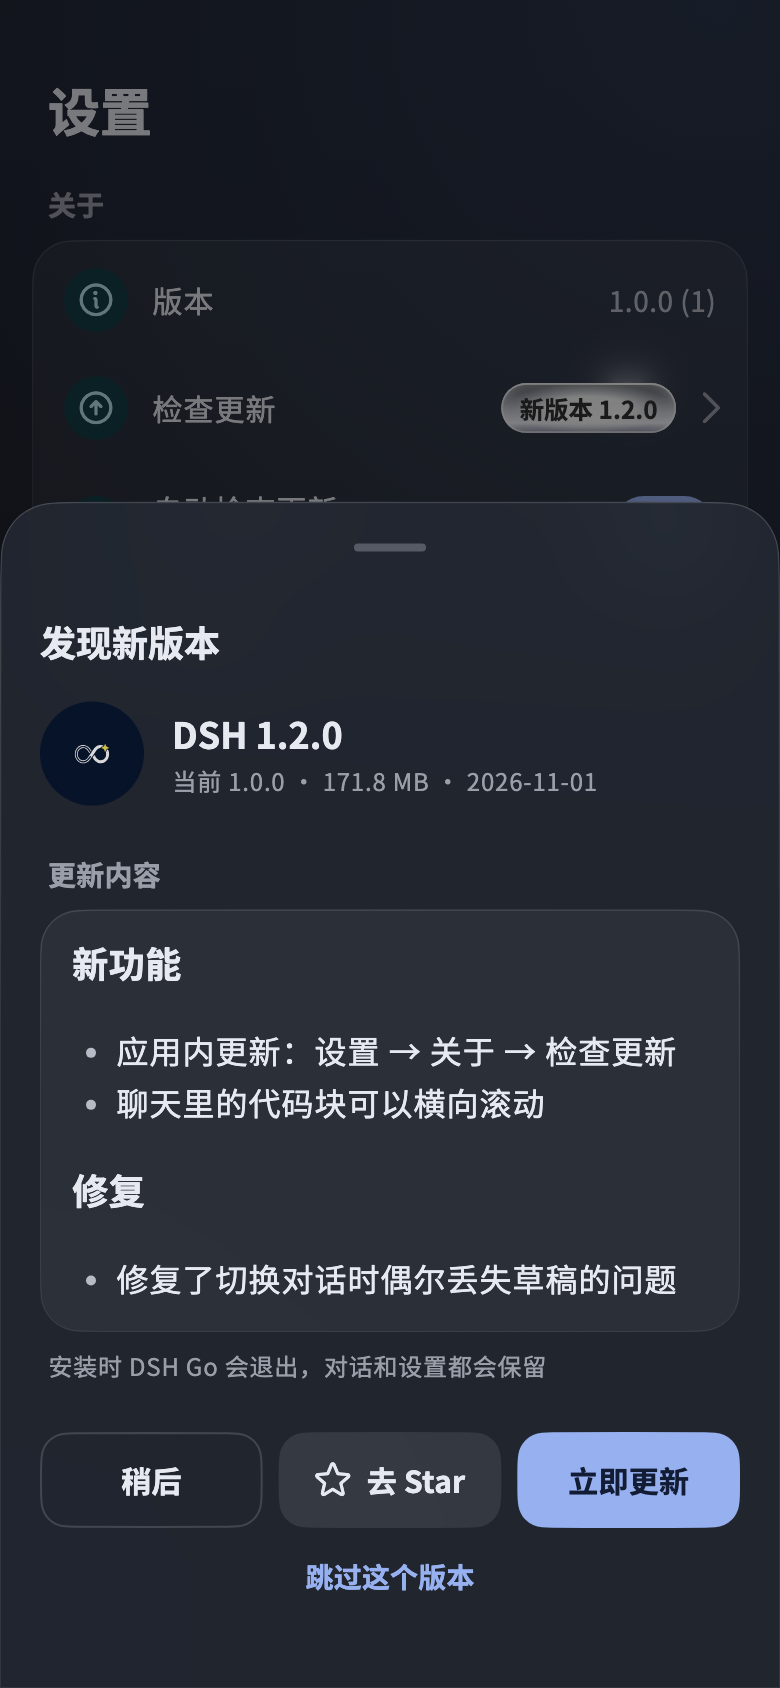 设置
关于
版本 1.0.0 (1)
检查更新 新版本 1.2.0
自动检查更新
发现新版本
DSH 1.2.0
当前 1.0.0 · 171.8 MB · 2026-11-01
更新内容
新功能
• 应用内更新：设置 → 关于 → 检查更新
• 聊天里的代码块可以横向滚动
修复
• 修复了切换对话时偶尔丢失草稿的问题
安装时 DSH Go 会退出，对话和设置都会保留
稍后 去 Star 立即更新
跳过这个版本